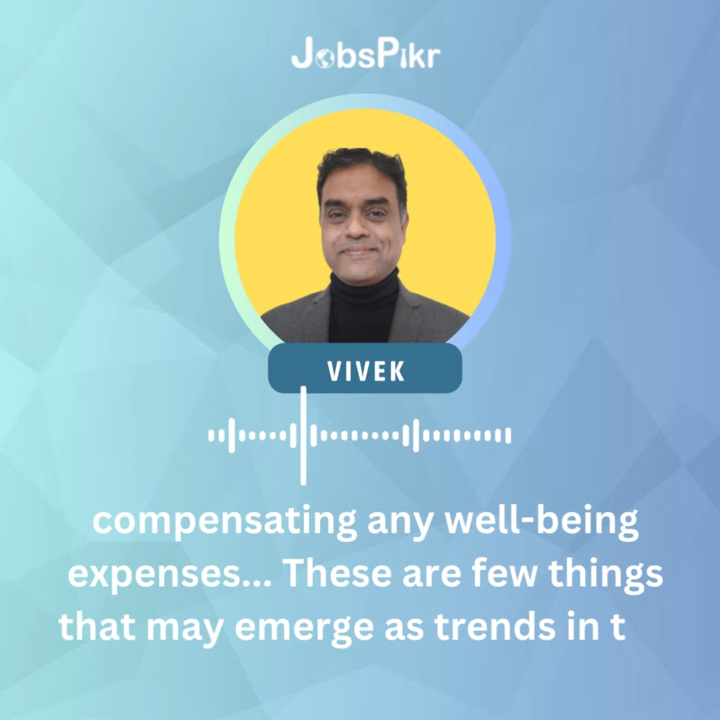 JobsPikr
VIVEK
compensating any well-being
expenses... These are few things
that may emerge as trends in t